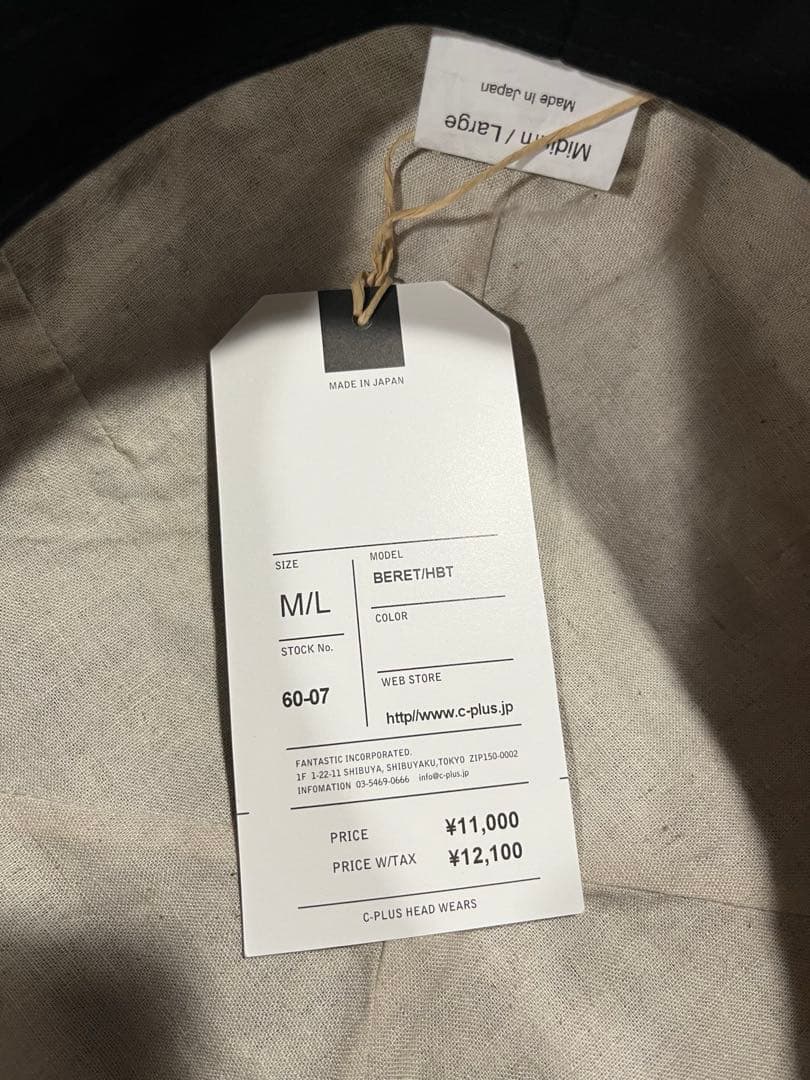 Made In Japan
/ Large
MADE IN JAPAN
SIZE
M/L
STOCK No.
60-07
MODEL
BERET/HBT
COLOR
WEB STORE
http//www.c-plus.jp
FANTASTIC INCORPORATED.
1F 1-22-11 SHIBUYA, SHIBUYAKU,TOKYO ZIP150-0002
INFOMATION 03-5469-0666 info@c-plus.jp
PRICE ¥11,000
PRICE W/TAX ¥12,100
C-PLUS HEAD WEARS